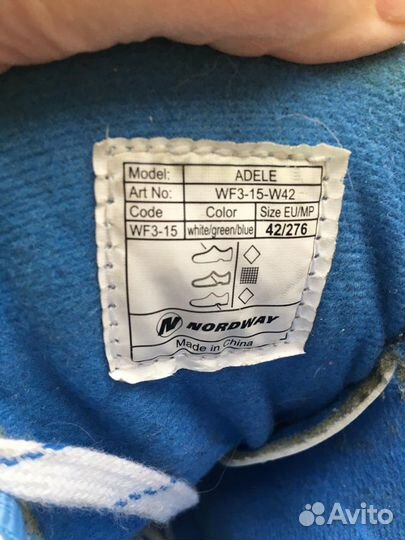 Model: ADELE
Art No: WF3-15-W42
Code Color Size EU/MP
WF3-15 white/green/blue 42/276
NORDWAY
Made in China
Avito